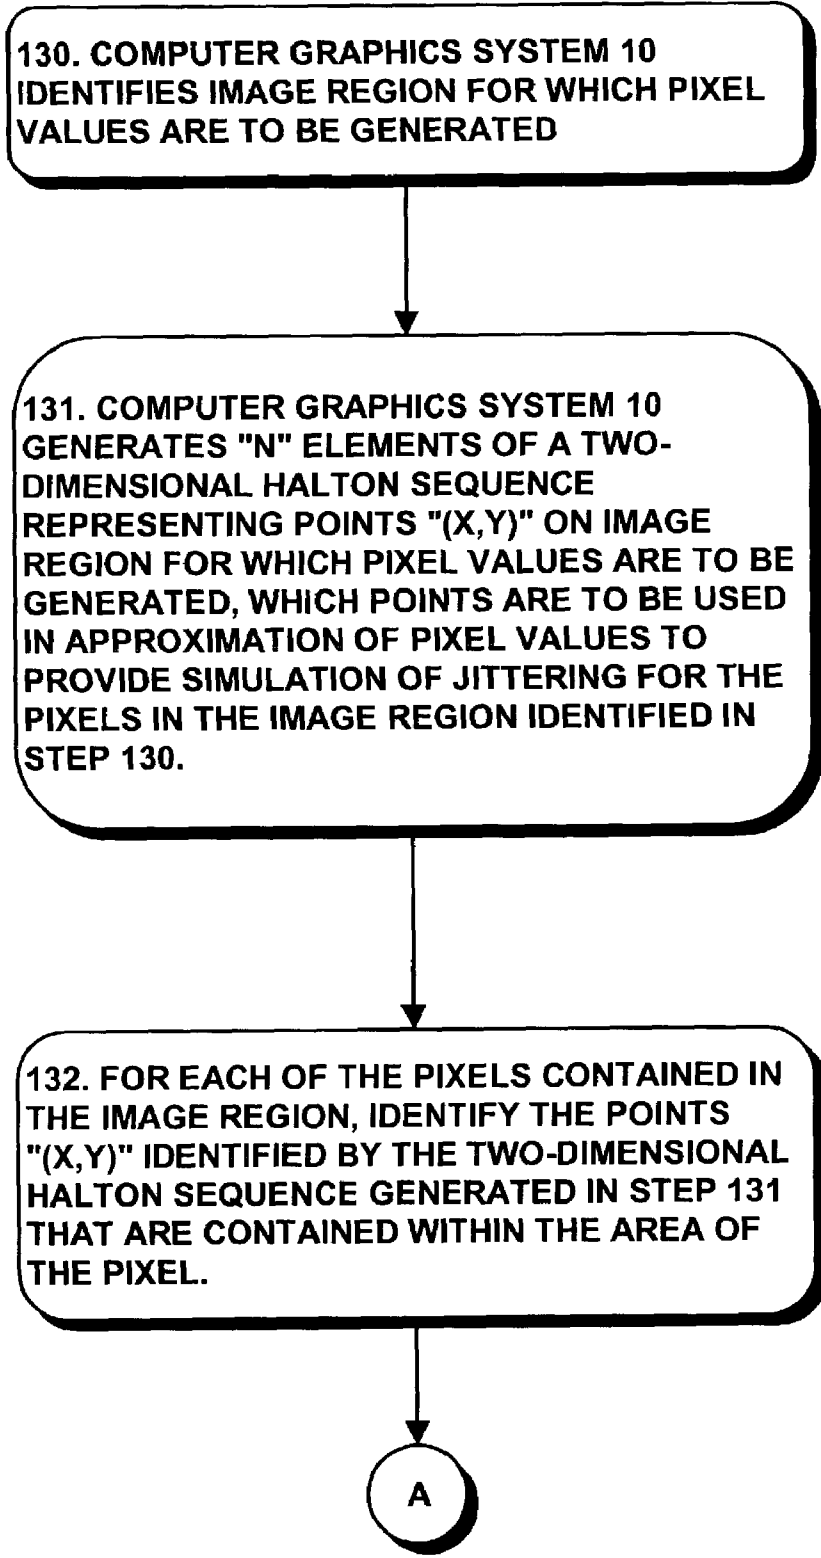 130. COMPUTER GRAPHICS SYSTEM 10
IDENTIFIES IMAGE REGION FOR WHICH PIXEL
VALUES ARE TO BE GENERATED
131. COMPUTER GRAPHICS SYSTEM 10
GENERATES "N" ELEMENTS OF A TWO-
DIMENSIONAL HALTON SEQUENCE
REPRESENTING POINTS "(X,Y)" ON IMAGE
REGION FOR WHICH PIXEL VALUES ARE TO BE
GENERATED, WHICH POINTS ARE TO BE USED
IN APPROXIMATION OF PIXEL VALUES TO
PROVIDE SIMULATION OF JITTERING FOR THE
PIXELS IN THE IMAGE REGION IDENTIFIED IN
STEP 130.
132. FOR EACH OF THE PIXELS CONTAINED IN
THE IMAGE REGION, IDENTIFY THE POINTS
"(X,Y)" IDENTIFIED BY THE TWO-DIMENSIONAL
HALTON SEQUENCE GENERATED IN STEP 131
THAT ARE CONTAINED WITHIN THE AREA OF
THE PIXEL.
A